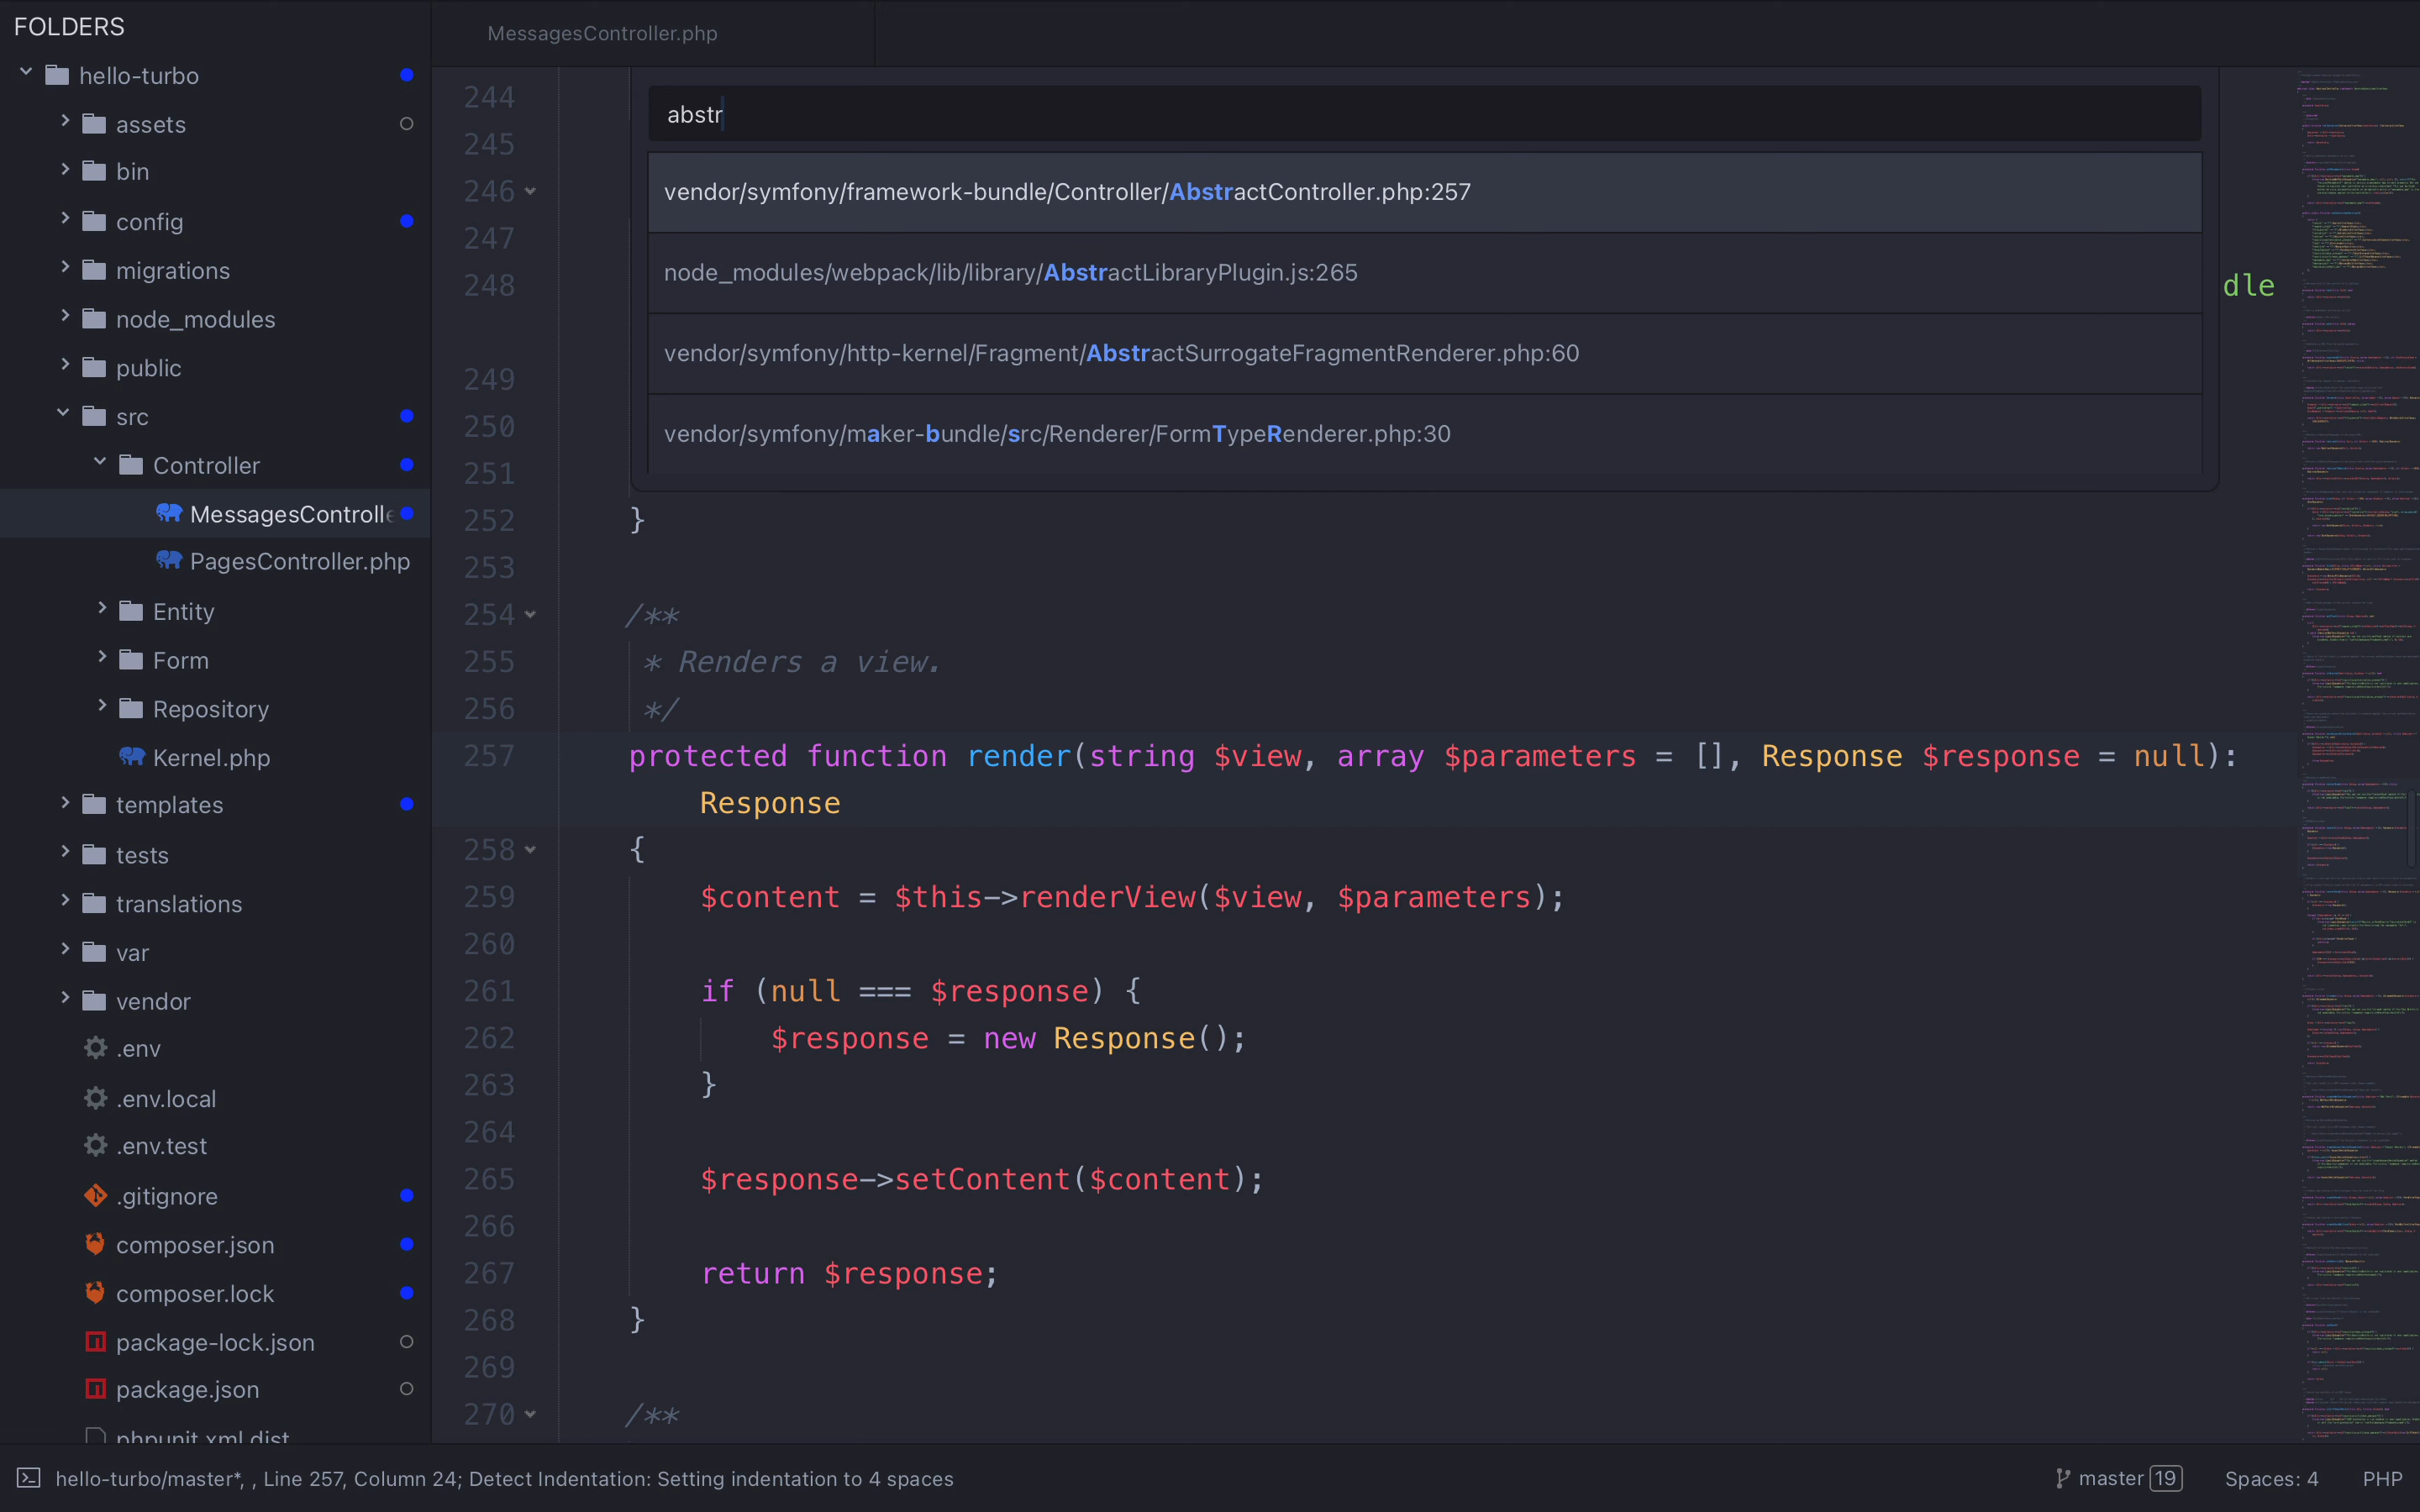 FOLDERS
hello-turbo
assets
bin
config
migrations
node_modules
public
src
Controller
MessagesControlle
PagesController.php
Entity
Form
Repository
Kernel.php
templates
tests
translations
var
vendor
.env
.env.local
.env.test
.gitignore
composer.json
composer.lock
package-lock.json
package.json
phpunit.xml.dist
MessagesController.php
abstr
vendor/symfony/framework-bundle/Controller/AbstractController.php:257
node_modules/webpack/lib/library/AbstractLibraryPlugin.js:265
vendor/symfony/http-kernel/Fragment/AbstractSurrogateFragmentRenderer.php:60
vendor/symfony/maker-bundle/src/Renderer/FormTypeRenderer.php:30
244
245
246
247
248 dle
249
250
251
252 }
253
254 /**
255 * Renders a view.
256 */
257 protected function render(string $view, array $parameters = [], Response $response = null):
Response
258 {
259 $content = $this->renderView($view, $parameters);
260
261 if (null === $response) {
262 $response = new Response();
263 }
264
265 $response->setContent($content);
266
267 return $response;
268 }
269
270 /**
hello-turbo/master*, , Line 257, Column 24; Detect Indentation: Setting indentation to 4 spaces
master 19
Spaces: 4
PHP